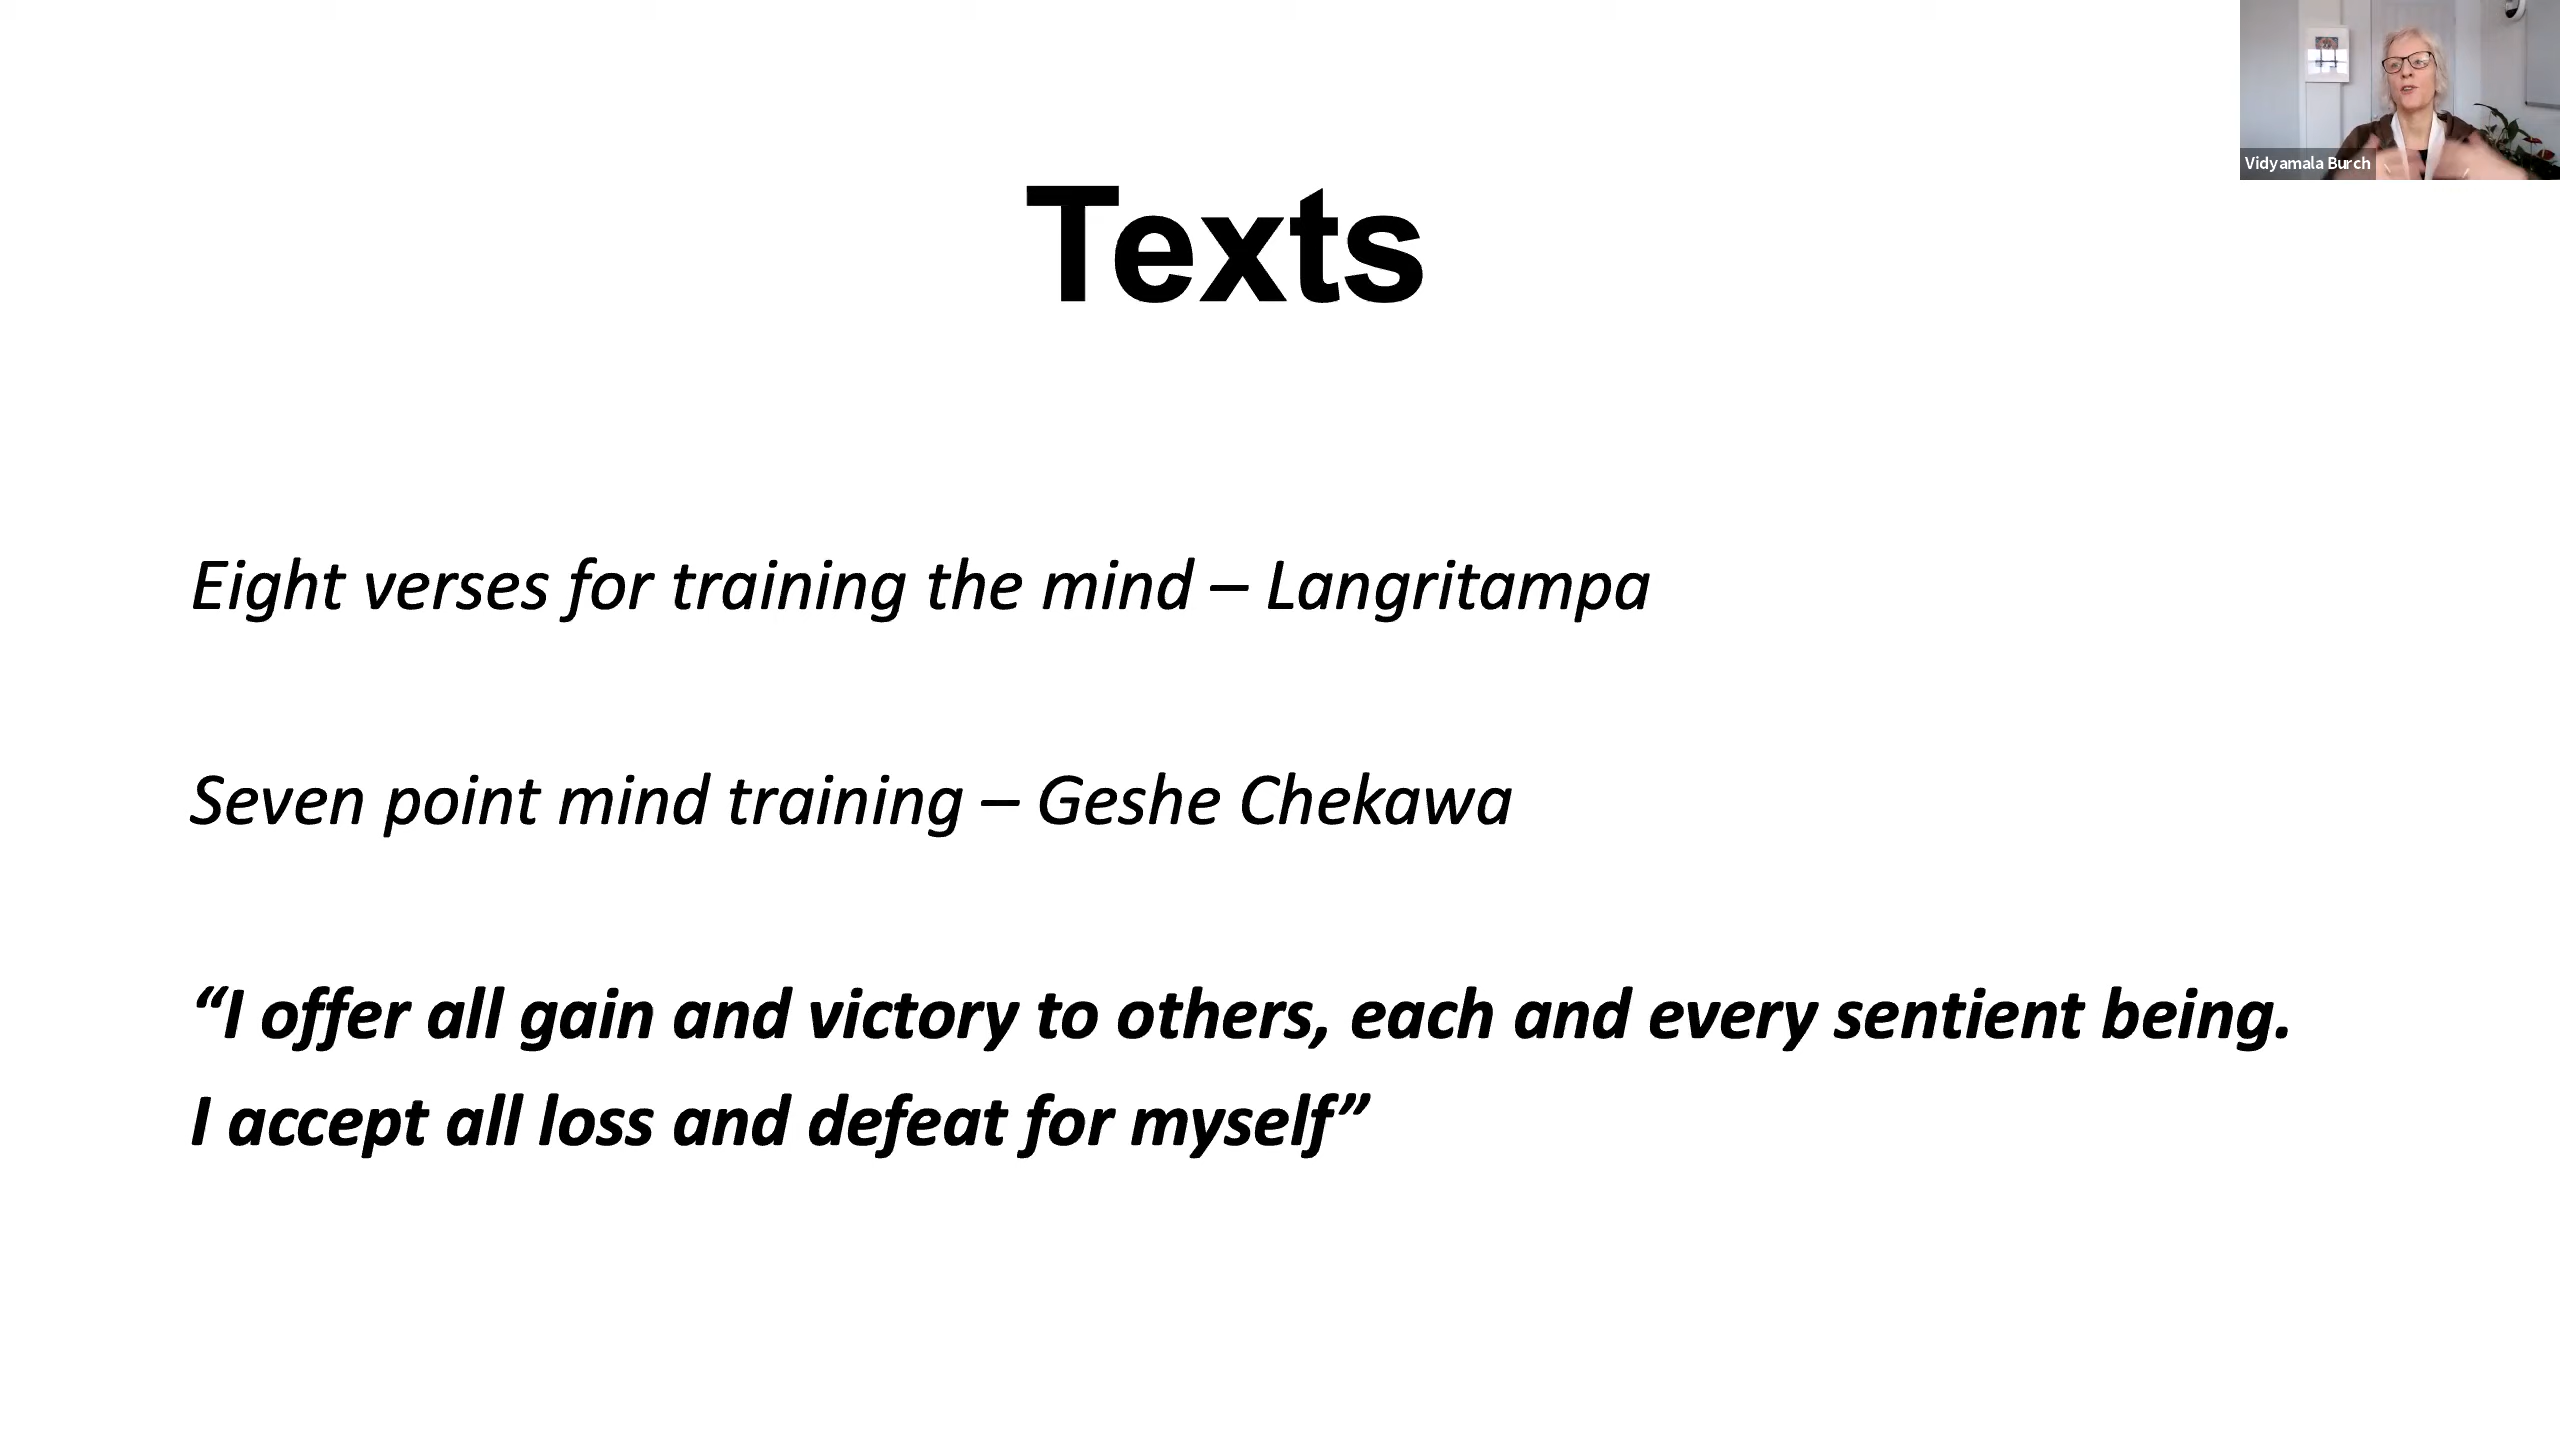 Vidyamala Burch
Texts
Eight verses for training the mind – Langritampa
Seven point mind training – Geshe Chekawa
“I offer all gain and victory to others, each and every sentient being.
I accept all loss and defeat for myself”